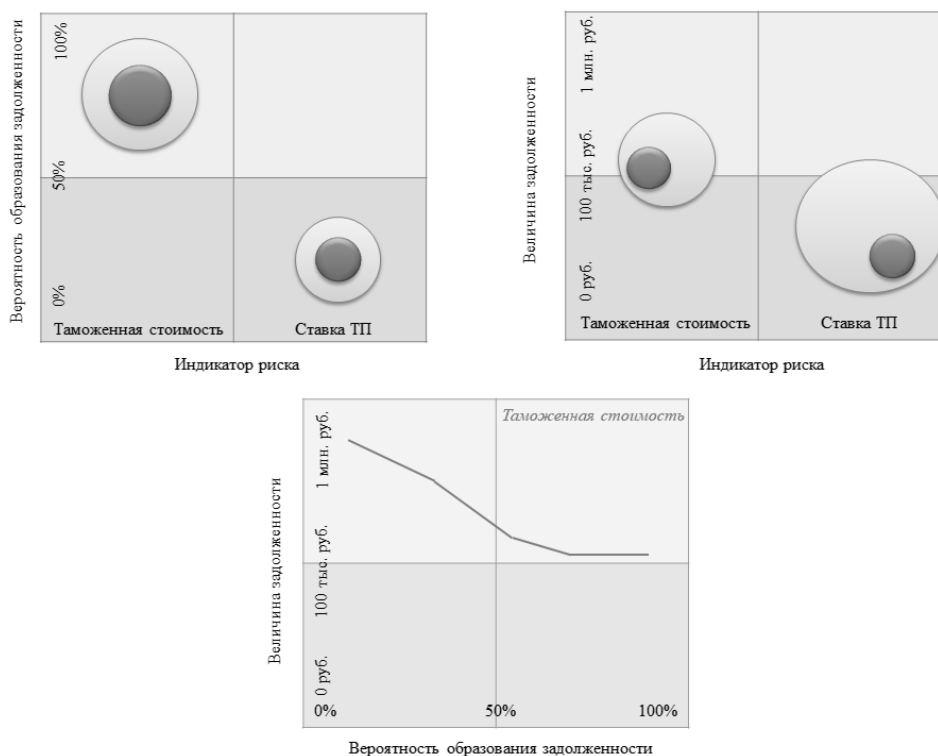 Вероятность образования задолженности
100%
50%
0%
Таможенная стоимость
Ставка ТП
Индикатор риска
Величина задолженности
1 млн. руб.
100 тыс. руб.
0 руб.
Таможенная стоимость
Ставка ТП
Индикатор риска
Таможенная стоимость
Величина задолженности
1 млн. руб.
100 тыс. руб.
0 руб.
0%
50%
100%
Вероятность образования задолженности